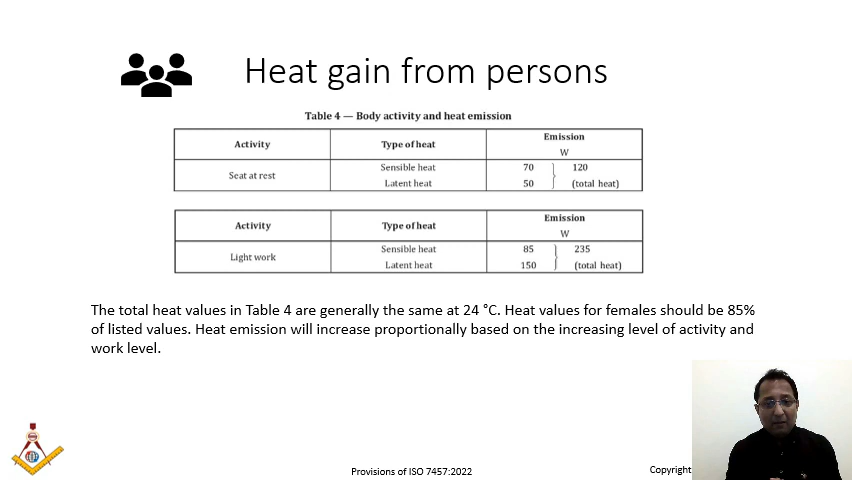 Heat gain from persons
Table 4 — Body activity and heat emission
Activity Type of heat Emission
W
Seat at rest Sensible heat 70 120
Latent heat 50 (total heat)
Activity Type of heat Emission
W
Light work Sensible heat 85 235
Latent heat 150 (total heat)
The total heat values in Table 4 are generally the same at 24 °C. Heat values for females should be 85%
of listed values. Heat emission will increase proportionally based on the increasing level of activity and
work level.
Provisions of ISO 7457:2022
Copyright